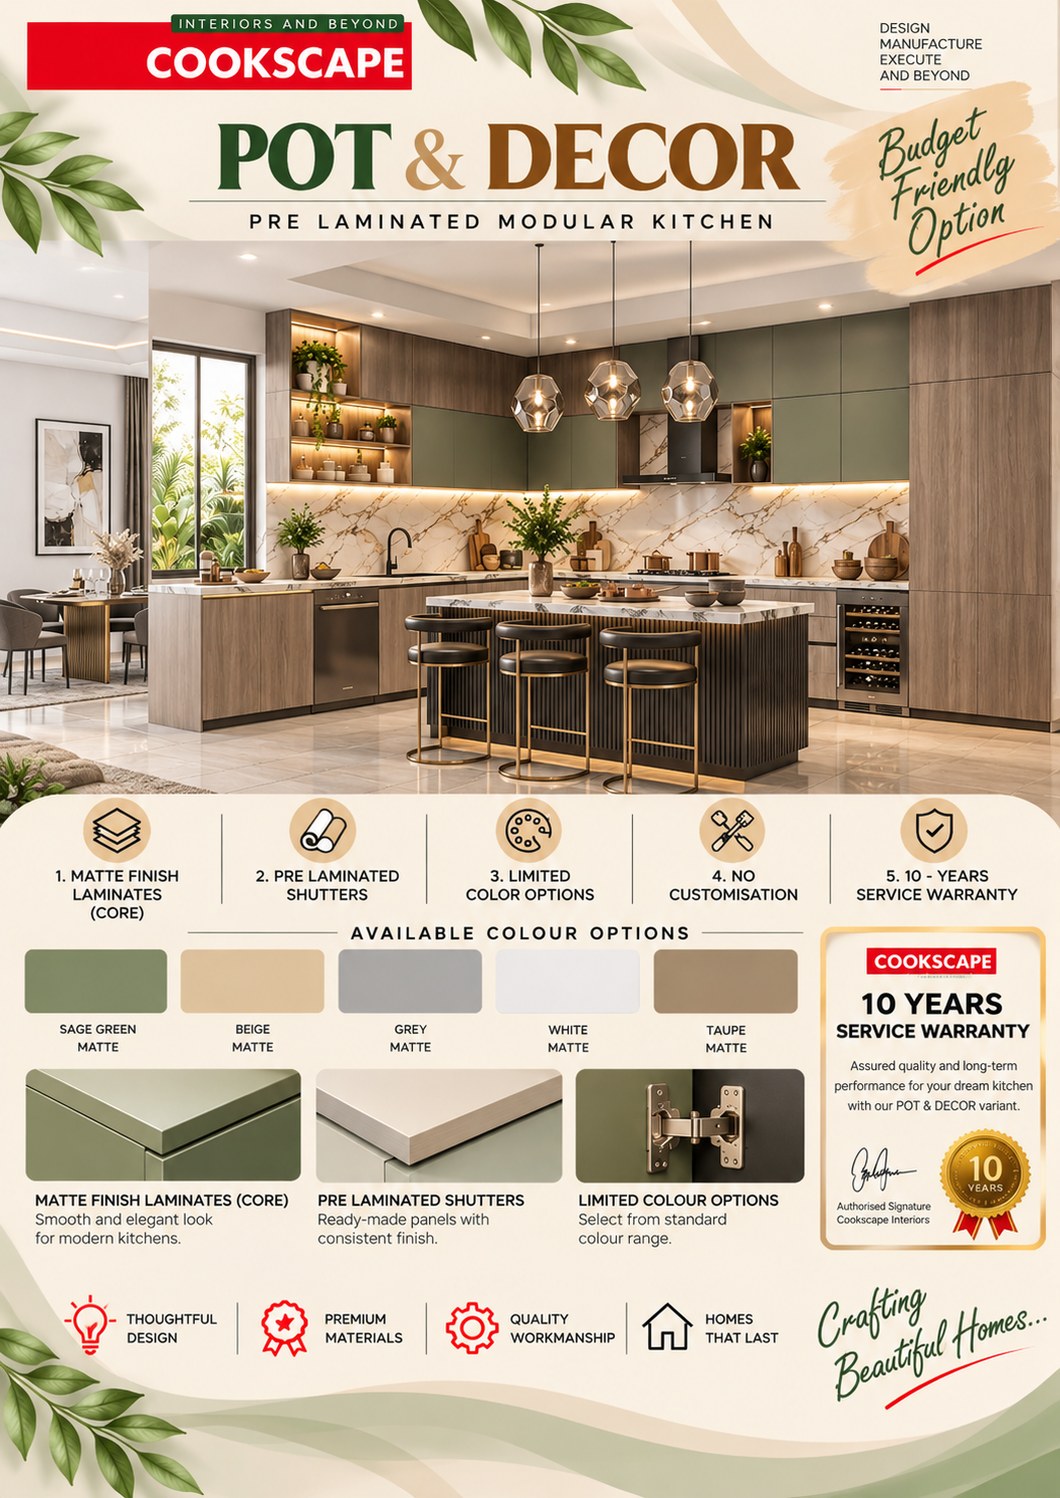 INTERIORS AND BEYOND
COOKSCAPE
DESIGN
MANUFACTURE
EXECUTE
AND BEYOND
POT & DECOR
PRE LAMINATED MODULAR KITCHEN
Budget
Friendly
Option
1. MATTE FINISH
LAMINATES
(CORE)
2. PRE LAMINATED
SHUTTERS
3. LIMITED
COLOR OPTIONS
4. NO
CUSTOMISATION
5. 10 - YEARS
SERVICE WARRANTY
AVAILABLE COLOUR OPTIONS
SAGE GREEN
MATTE
BEIGE
MATTE
GREY
MATTE
WHITE
MATTE
TAUPE
MATTE
MATTE FINISH LAMINATES (CORE)
Smooth and elegant look
for modern kitchens.
PRE LAMINATED SHUTTERS
Ready-made panels with
consistent finish.
LIMITED COLOUR OPTIONS
Select from standard
colour range.
COOKSCAPE
10 YEARS
SERVICE WARRANTY
Assured quality and long-term
performance for your dream kitchen
with our POT & DECOR variant.
Authorised Signature
Cookscape Interiors
10
YEARS
THOUGHTFUL
DESIGN
PREMIUM
MATERIALS
QUALITY
WORKMANSHIP
HOMES
THAT LAST
Crafting
Beautiful Homes...